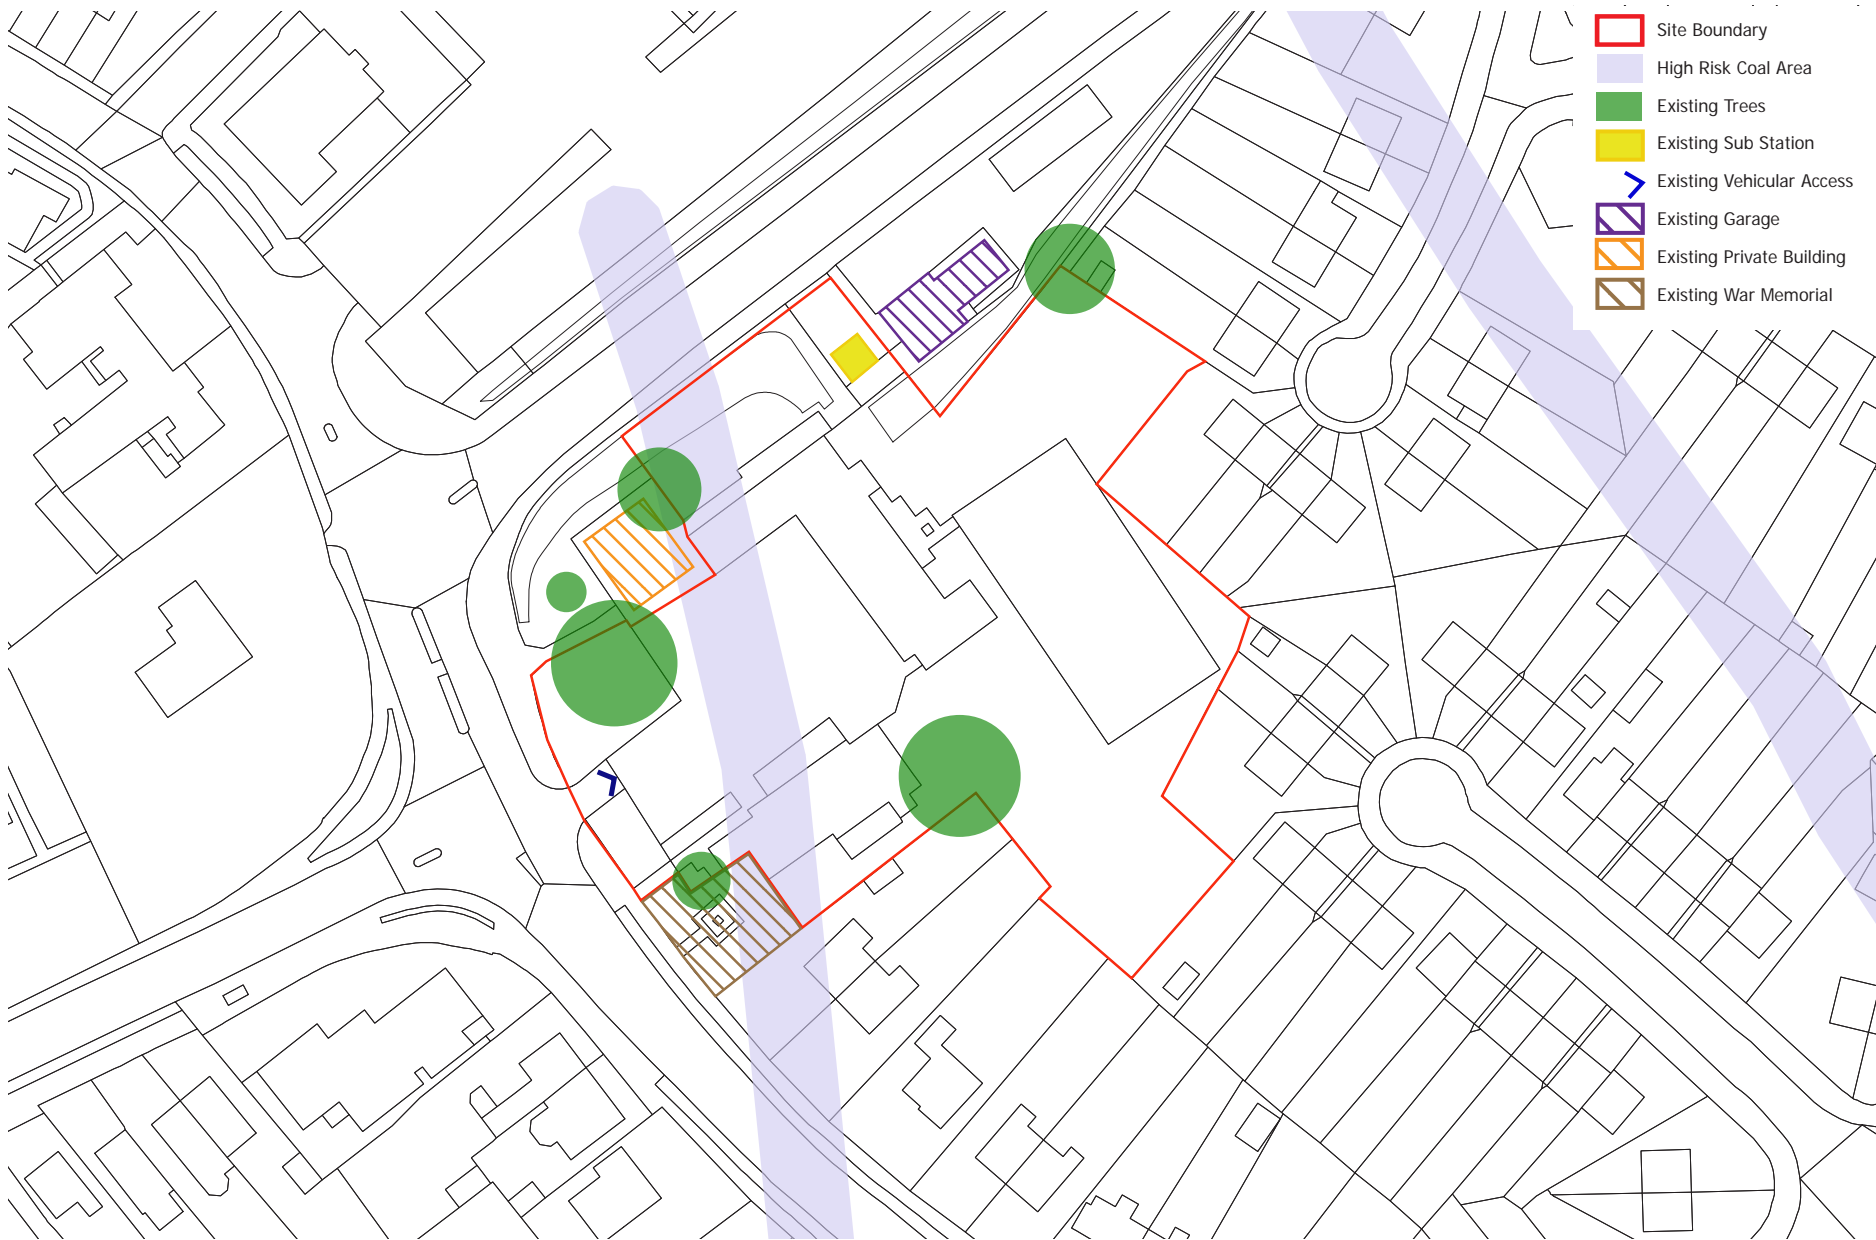 Site Boundary
High Risk Coal Area
Existing Trees
Existing Sub Station
Existing Vehicular Access
Existing Garage
Existing Private Building
Existing War Memorial